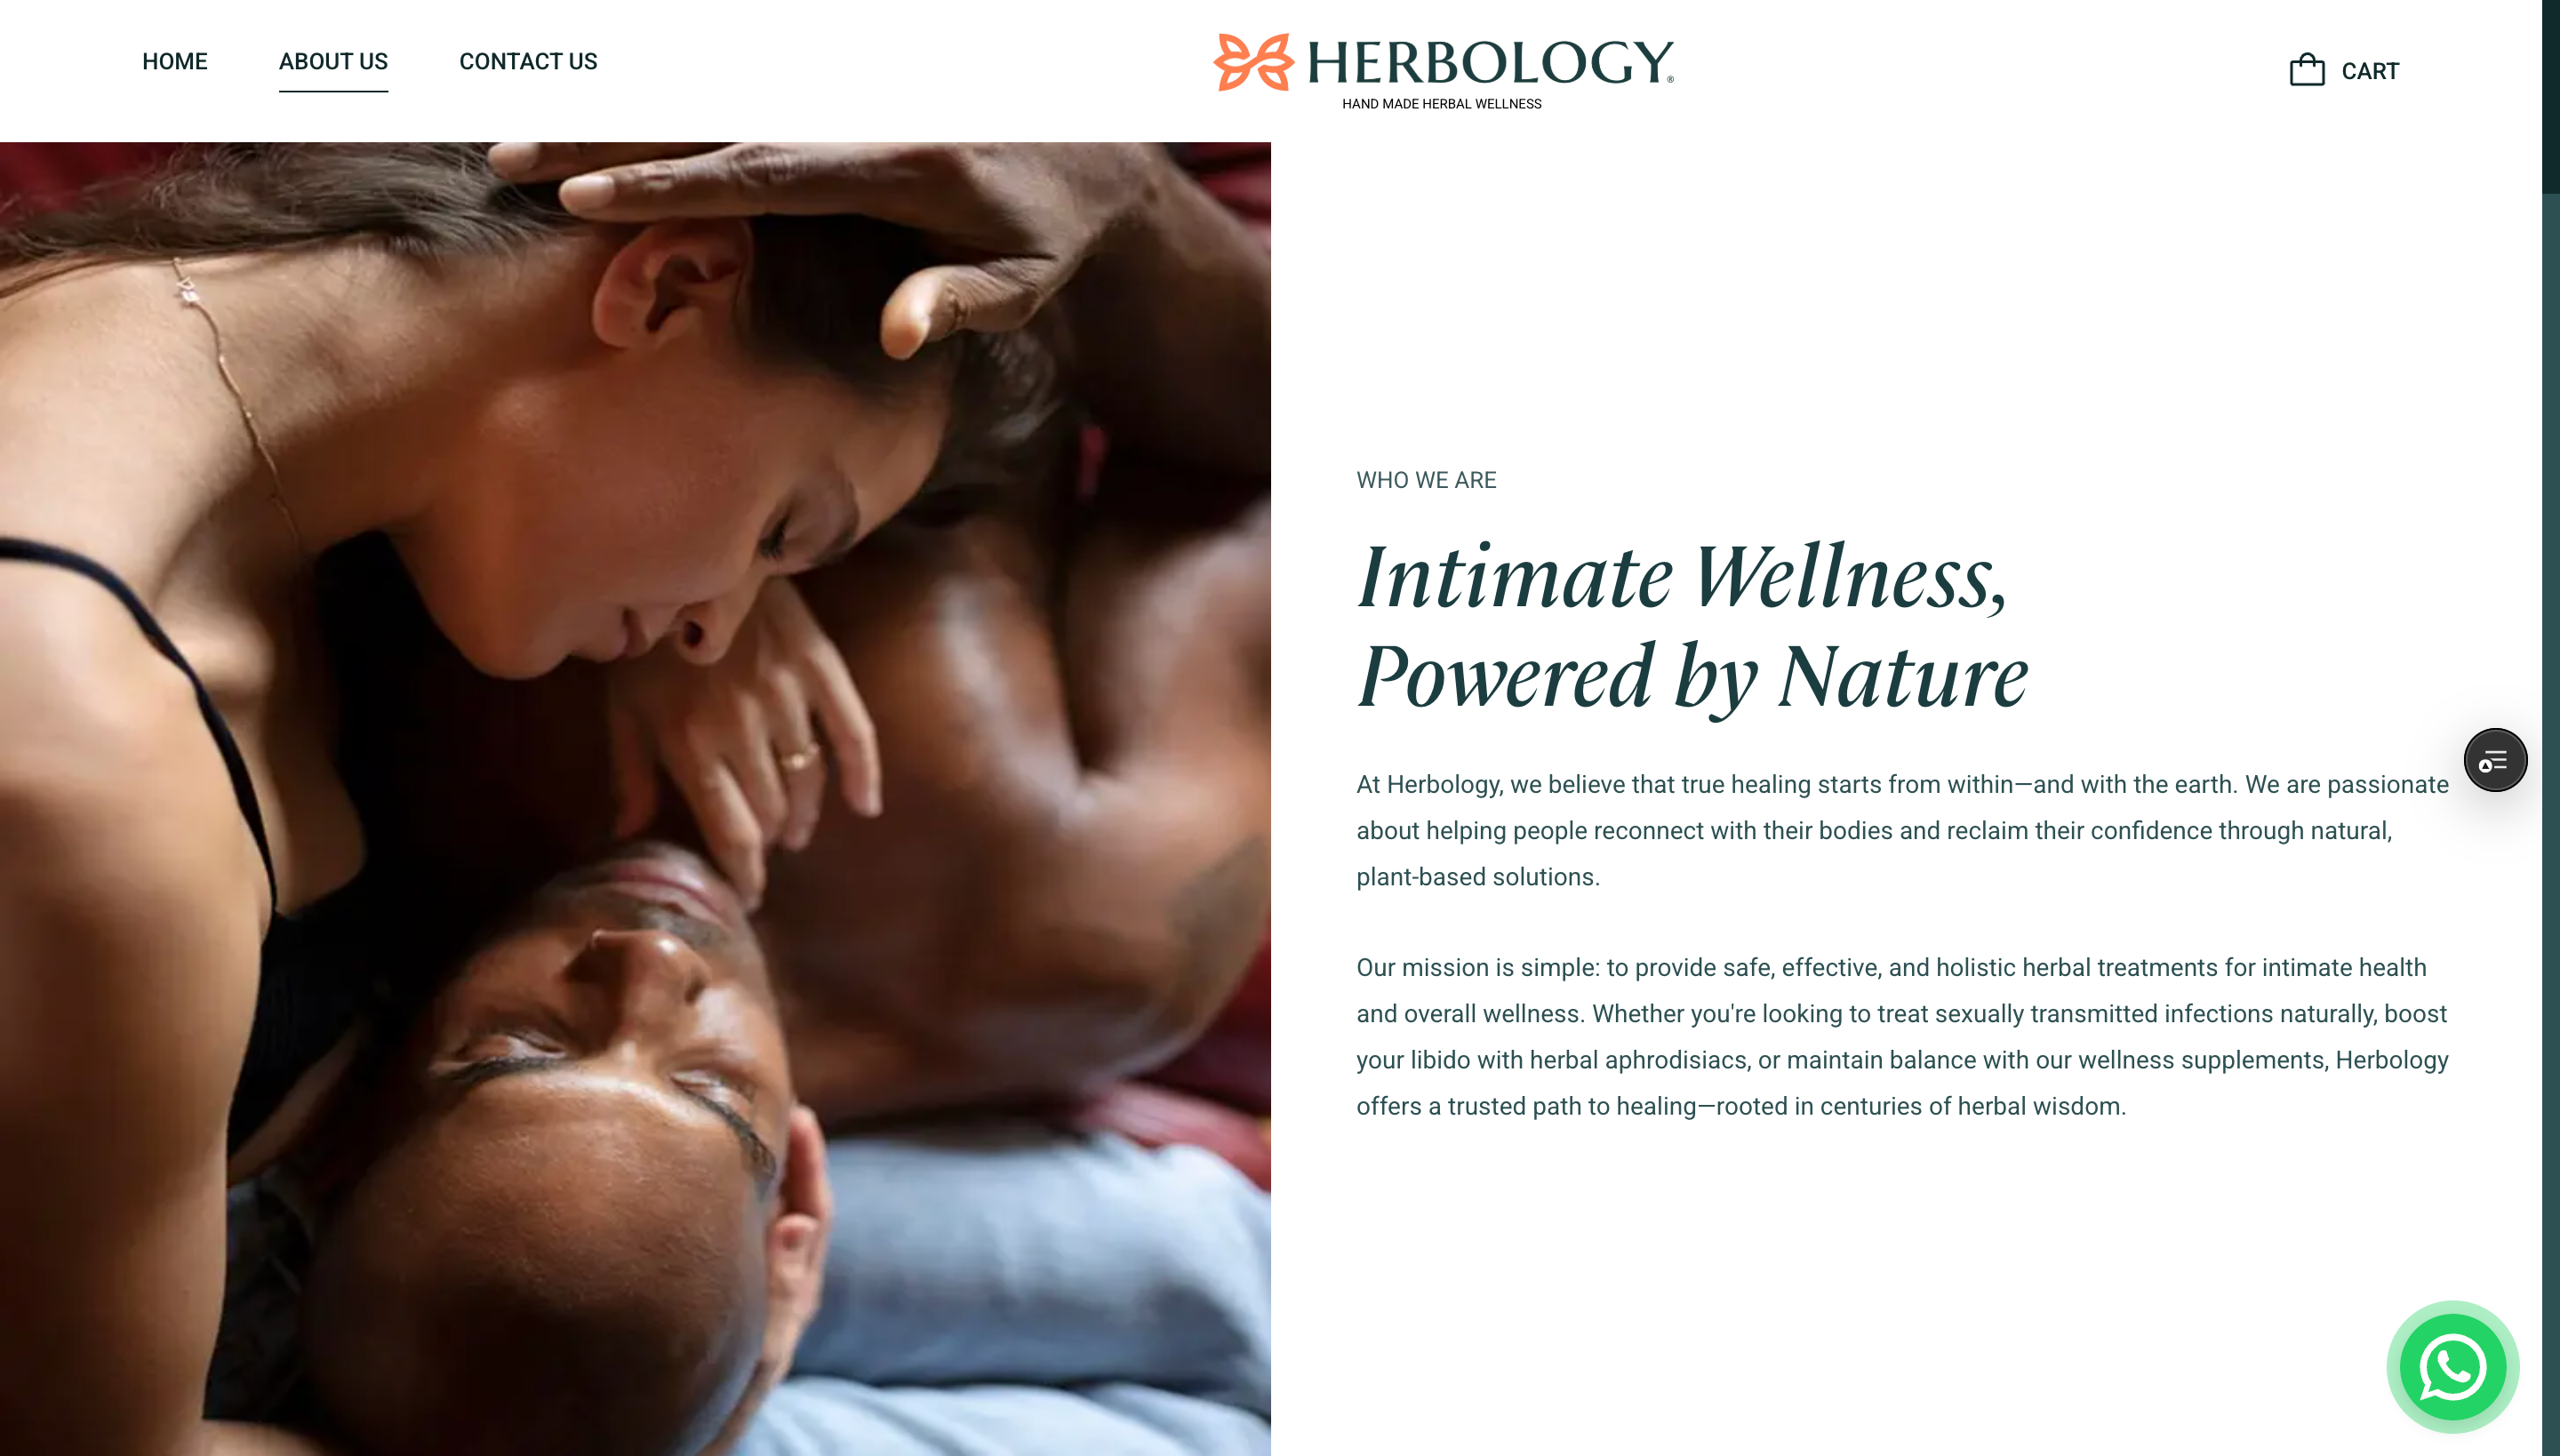 HOME
ABOUT US
CONTACT US
HERBOLOGY®
HAND MADE HERBAL WELLNESS
CART
WHO WE ARE
Intimate Wellness,
Powered by Nature
At Herbology, we believe that true healing starts from within—and with the earth. We are passionate
about helping people reconnect with their bodies and reclaim their confidence through natural,
plant-based solutions.
Our mission is simple: to provide safe, effective, and holistic herbal treatments for intimate health
and overall wellness. Whether you're looking to treat sexually transmitted infections naturally, boost
your libido with herbal aphrodisiacs, or maintain balance with our wellness supplements, Herbology
offers a trusted path to healing—rooted in centuries of herbal wisdom.